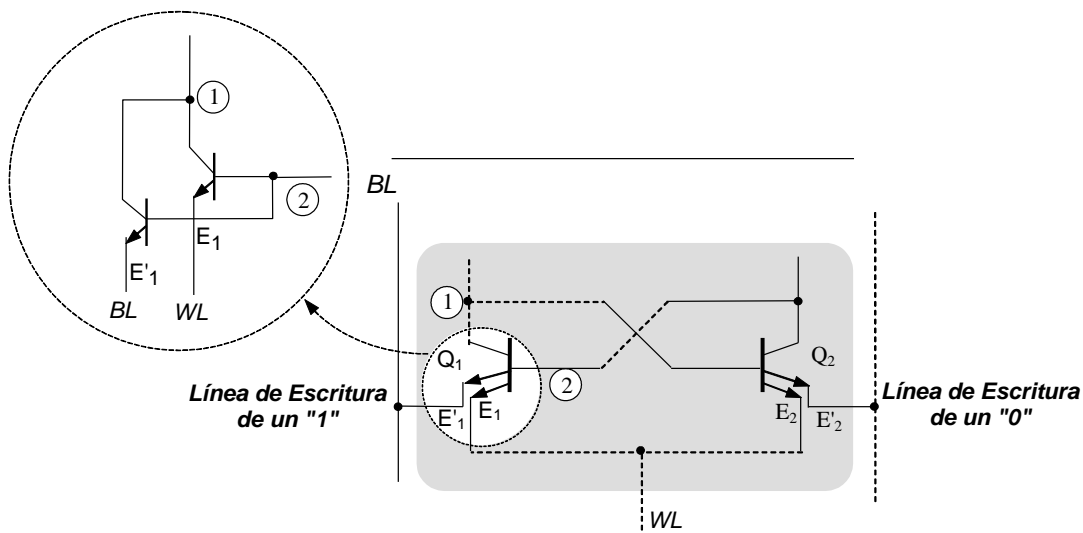 1
2
E1
E'1
BL
WL
BL
1
Q1
2
Q2
Línea de Escritura
de un "1"
E'1
E1
E2
E'2
Línea de Escritura
de un "0"
WL